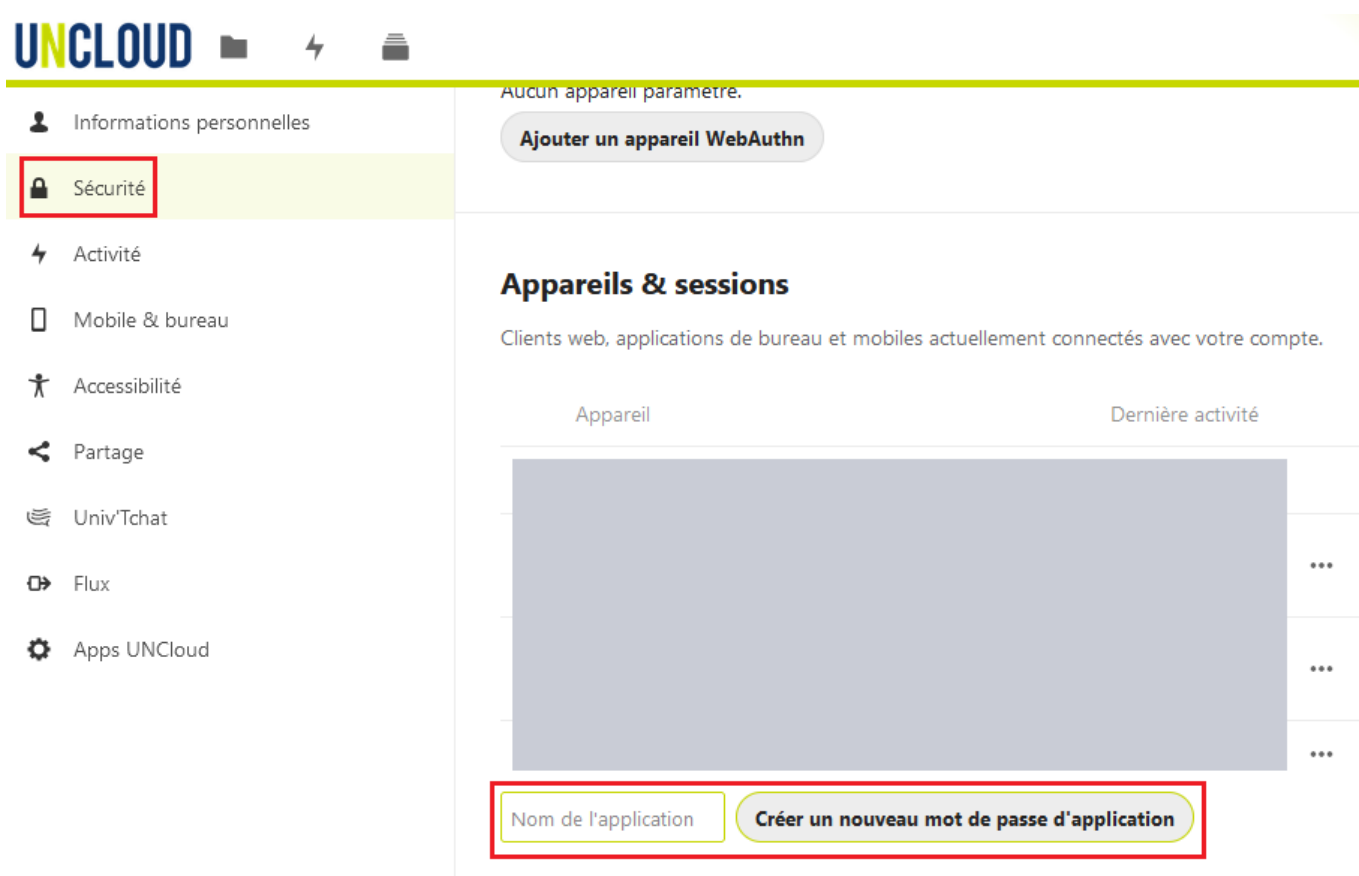 UNCLOUD
Aucun appareil paramétré.
Informations personnelles
Ajouter un appareil WebAuthn
Sécurité
Activité
Appareils & sessions
Mobile & bureau
Clients web, applications de bureau et mobiles actuellement connectés avec votre compte.
Accessibilité
Appareil Dernière activité
Partage
Univ'Tchat
Flux
Apps UNCloud
Nom de l'application Créer un nouveau mot de passe d'application